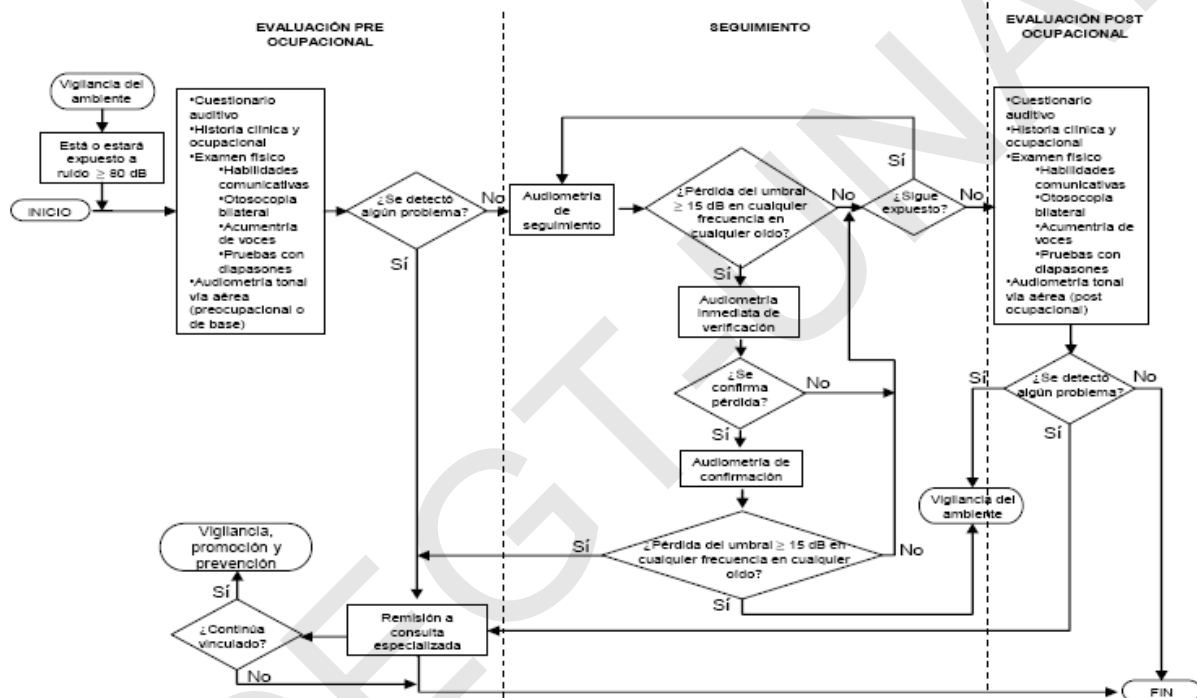 EVALUACIÓN PRE
OCUPACIONAL
SEGUIMIENTO
EVALUACIÓN POST
OCUPACIONAL
Vigilancia del
ambiente
Está o estará
expuesto a
ruido ≥ 80 dB
INICIO
•Cuestionario
auditivo
•Historia clínica y
ocupacional
•Examen físico
•Habilidades
comunicativas
•Otosocopia
bilateral
•Acumentría
de voces
•Pruebas con
diapasones
•Audiometría tonal
vía aérea
(preocupacional o
de base)
¿Se detectó
algún problema?
No
Sí
Audiometría
de
seguimiento
¿Pérdida del umbral
≥ 15 dB en cualquier
frecuencia en
cualquier oído?
No
Sí
¿Sigue
expuesto?
Sí
No
Audiometría
inmediata de
verificación
¿Se
confirma
pérdida?
No
Sí
Audiometría de
confirmación
¿Pérdida del umbral ≥ 15 dB en
cualquier frecuencia en cualquier
oído?
Sí
No
Sí
•Cuestionario
auditivo
•Historia clínica y
ocupacional
•Examen físico
•Habilidades
comunicativas
•Otosocopia
bilateral
•Acumentría de
voces
•Pruebas con
diapasones
•Audiometría tonal
vía aérea (post
ocupacional)
¿Se detectó
algún problema?
Sí
No
Sí
Vigilancia del
ambiente
Vigilancia,
promoción y
prevención
Sí
¿Continúa
vinculado?
No
Remisión a
consulta
especializada
FIN
EGT_UNA